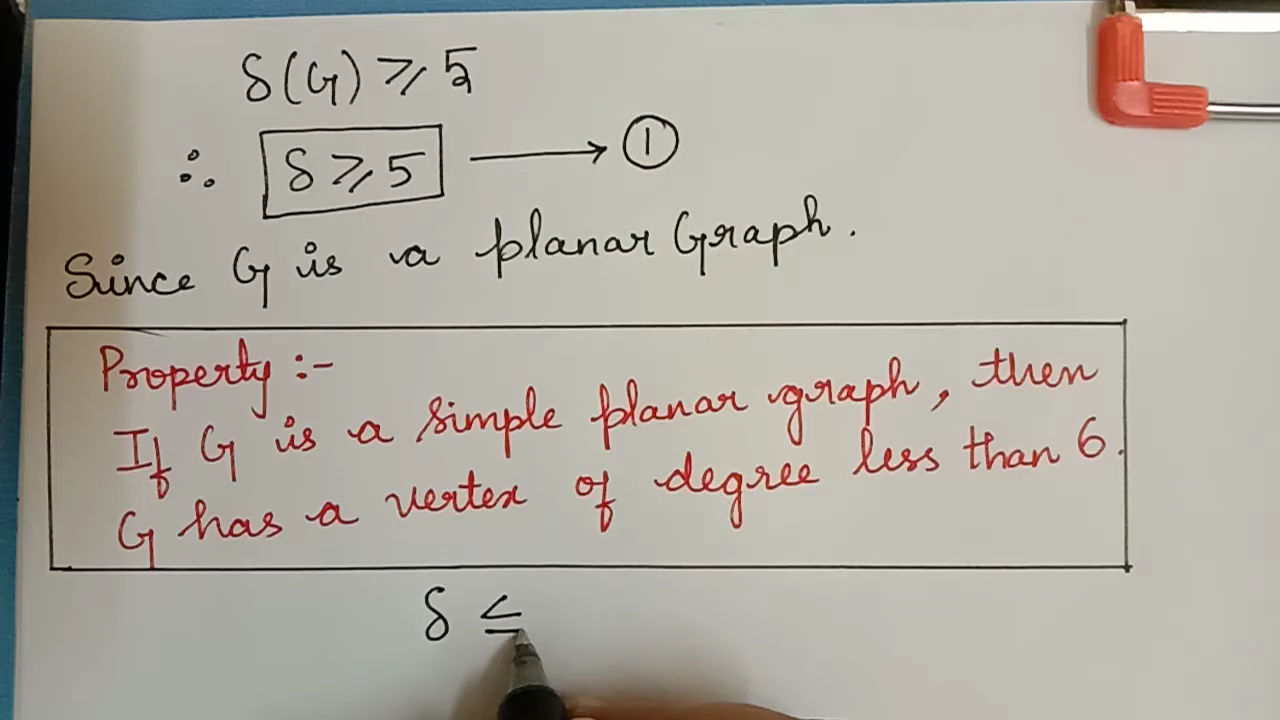 δ(G) ⩾ 5
∴ δ ⩾ 5 → ①
Since G is a planar Graph.
Property :-
If G is a simple planar graph, then
G has a vertex of degree less than 6.
δ ≤